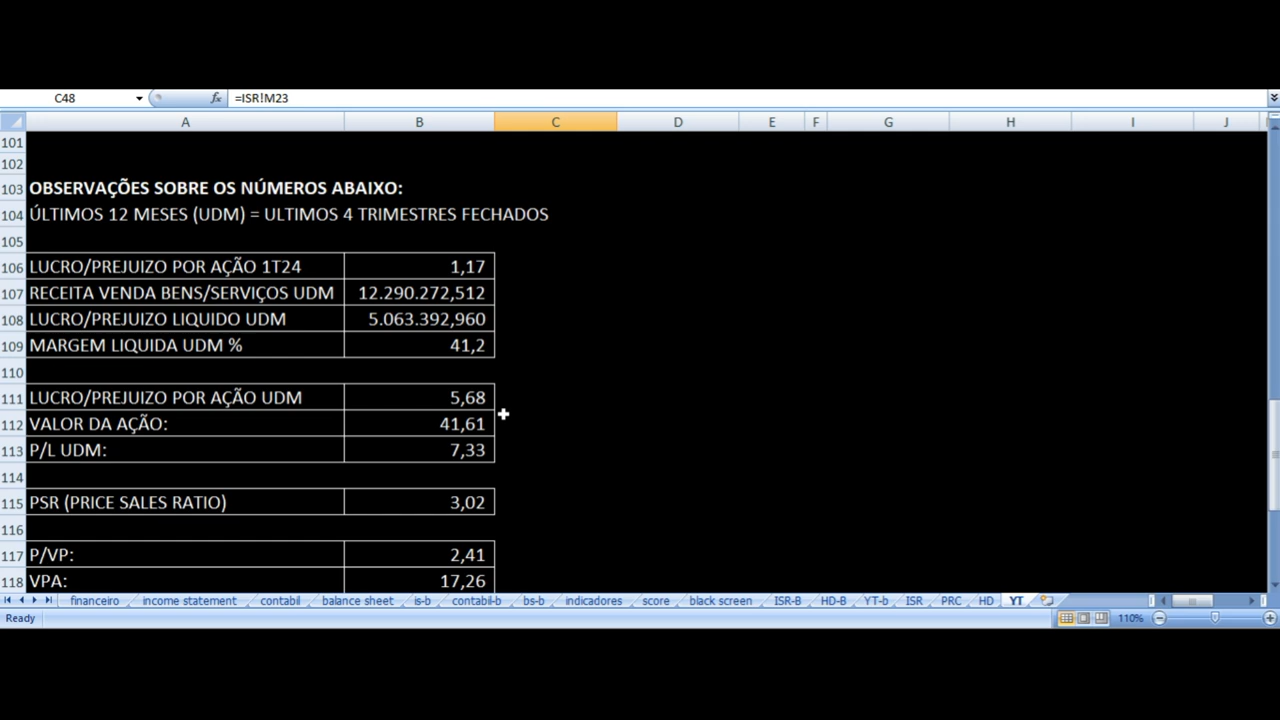 C48 =ISR!M23
A B C D E F G H I J
101
102
103 OBSERVAÇÕES SOBRE OS NÚMEROS ABAIXO:
104 ÚLTIMOS 12 MESES (UDM) = ULTIMOS 4 TRIMESTRES FECHADOS
105
106 LUCRO/PREJUIZO POR AÇÃO 1T24 1,17
107 RECEITA VENDA BENS/SERVIÇOS UDM 12.290.272,512
108 LUCRO/PREJUIZO LIQUIDO UDM 5.063.392,960
109 MARGEM LIQUIDA UDM % 41,2
110
111 LUCRO/PREJUIZO POR AÇÃO UDM 5,68
112 VALOR DA AÇÃO: 41,61
113 P/L UDM: 7,33
114
115 PSR (PRICE SALES RATIO) 3,02
116
117 P/VP: 2,41
118 VPA: 17,26
financeiro income statement contabil balance sheet is-b contabil-b bs-b indicadores score black screen ISR-B HD-B YT-b ISR PRC HD YT
Ready 110%